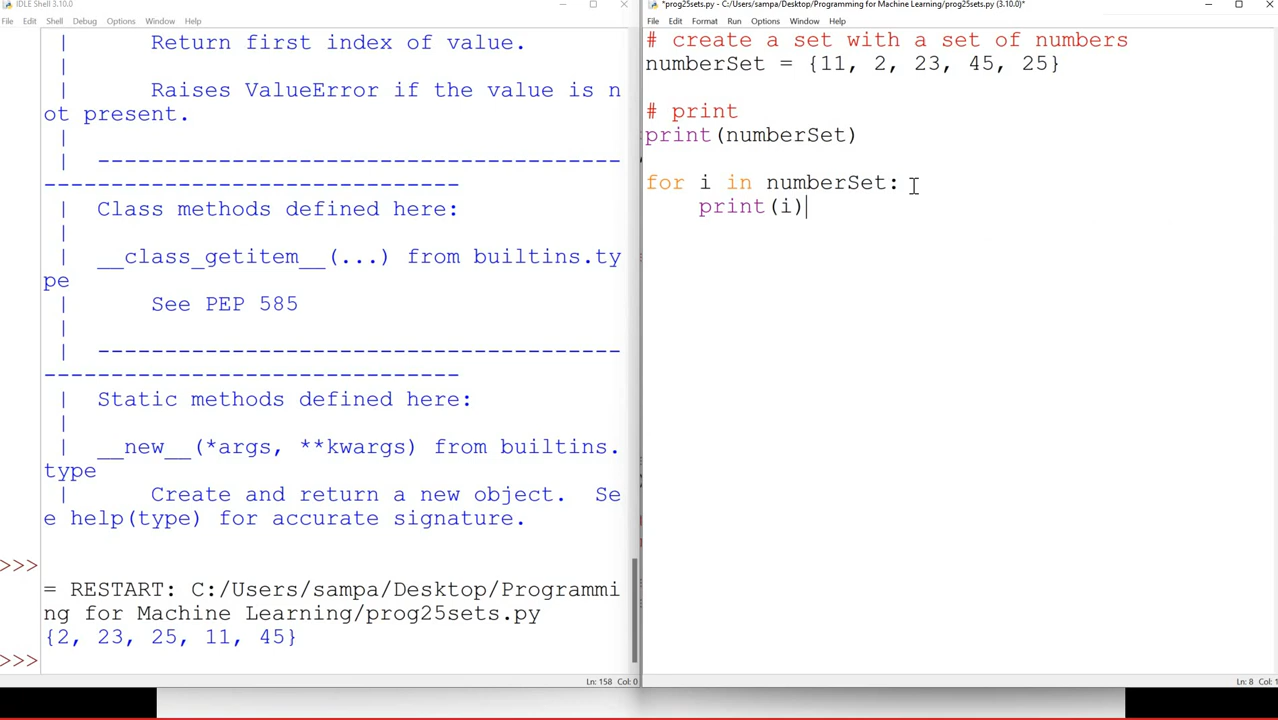 IDLE Shell 3.10.0
File Edit Shell Debug Options Window Help
| Return first index of value.
|
| Raises ValueError if the value is n
ot present.
|
| ---------------------------------------
-------------------------------
| Class methods defined here:
|
| __class_getitem__(...) from builtins.ty
pe
| See PEP 585
|
| ---------------------------------------
-------------------------------
| Static methods defined here:
|
| __new__(*args, **kwargs) from builtins.
type
| Create and return a new object.  Se
e help(type) for accurate signature.
>>>
= RESTART: C:/Users/sampa/Desktop/Programmi
ng for Machine Learning/prog25sets.py
{2, 23, 25, 11, 45}
>>>
Ln: 158 Col: 0
*prog25sets.py - C:/Users/sampa/Desktop/Programming for Machine Learning/prog25sets.py (3.10.0)*
File Edit Format Run Options Window Help
# create a set with a set of numbers
numberSet = {11, 2, 23, 45, 25}
# print
print(numberSet)
for i in numberSet:
    print(i)
Ln: 8 Col: 1